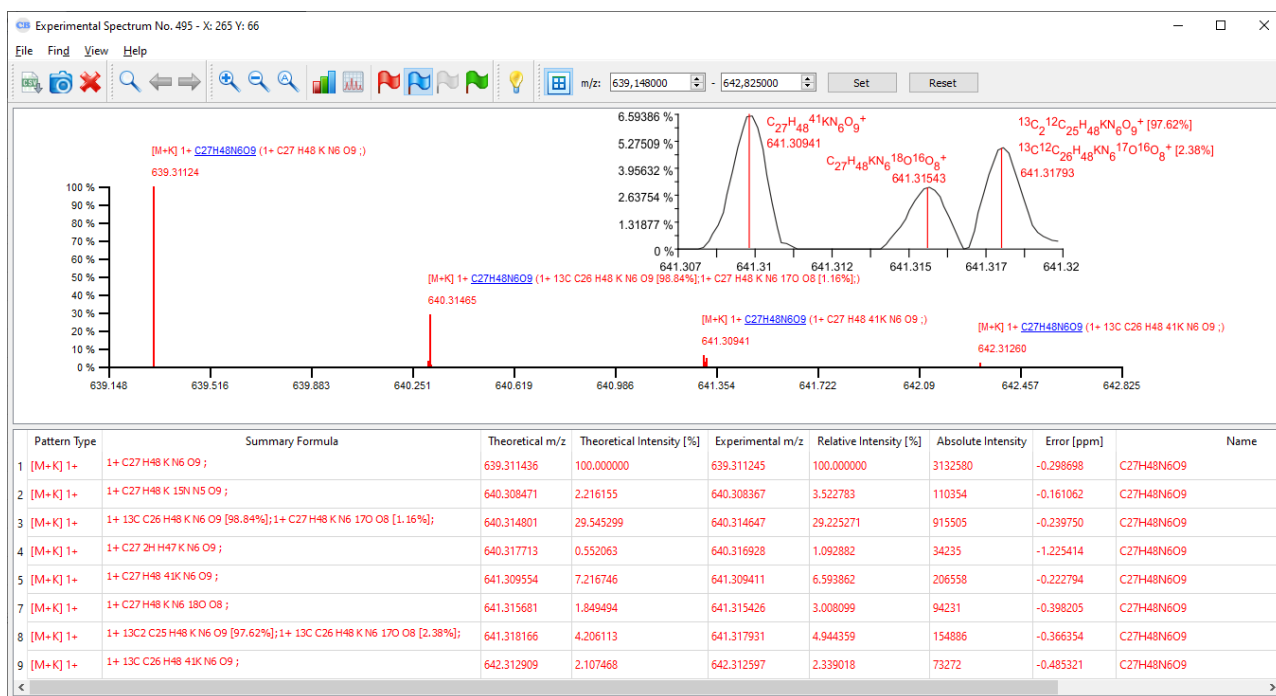 Experimental Spectrum No. 495 - X: 265 Y: 66
File Find View Help
m/z: 639,148000 - 642,825000 Set Reset
[M+K] 1+ C27H48N6O9 (1+ C27 H48 K N6 O9 ;)
639.31124
100 %
90 %
80 %
70 %
60 %
50 %
40 %
30 %
20 %
10 %
0 %
639.148 639.516 639.883 640.251 640.619 640.986 641.354 641.722 642.09 642.457 642.825
[M+K] 1+ C27H48N6O9 (1+ 13C C26 H48 K N6 O9 [98.84%];1+ C27 H48 K N6 17O O8 [1.16%];)
640.31465
[M+K] 1+ C27H48N6O9 (1+ C27 H48 41K N6 O9 ;)
641.30941
[M+K] 1+ C27H48N6O9 (1+ 13C C26 H48 41K N6 O9 ;)
642.31260
6.59386 %
5.27509 %
3.95632 %
2.63754 %
1.31877 %
0 %
641.307 641.31 641.312 641.315 641.317 641.32
C₂₇H₄₈⁴¹KN₆O₉⁺
641.30941
C₂₇H₄₈KN₆¹⁸O¹⁶O₈⁺
641.31543
¹³C₂¹²C₂₅H₄₈KN₆O₉⁺ [97.62%]
¹³C¹²C₂₆H₄₈KN₆¹⁷O¹⁶O₈⁺ [2.38%]
641.31793
Pattern Type Summary Formula Theoretical m/z Theoretical Intensity [%] Experimental m/z Relative Intensity [%] Absolute Intensity Error [ppm] Name
1 [M+K] 1+ 1+ C27 H48 K N6 O9 ; 639.311436 100.000000 639.311245 100.000000 3132580 -0.298698 C27H48N6O9
2 [M+K] 1+ 1+ C27 H48 K 15N N5 O9 ; 640.308471 2.216155 640.308367 3.522783 110354 -0.161062 C27H48N6O9
3 [M+K] 1+ 1+ 13C C26 H48 K N6 O9 [98.84%];1+ C27 H48 K N6 17O O8 [1.16%]; 640.314801 29.545299 640.314647 29.225271 915505 -0.239750 C27H48N6O9
4 [M+K] 1+ 1+ C27 2H H47 K N6 O9 ; 640.317713 0.552063 640.316928 1.092882 34235 -1.225414 C27H48N6O9
5 [M+K] 1+ 1+ C27 H48 41K N6 O9 ; 641.309554 7.216746 641.309411 6.593862 206558 -0.222794 C27H48N6O9
7 [M+K] 1+ 1+ C27 H48 K N6 18O O8 ; 641.315681 1.849494 641.315426 3.008099 94231 -0.398205 C27H48N6O9
8 [M+K] 1+ 1+ 13C2 C25 H48 K N6 O9 [97.62%];1+ 13C C26 H48 K N6 17O O8 [2.38%]; 641.318166 4.206113 641.317931 4.944359 154886 -0.366354 C27H48N6O9
9 [M+K] 1+ 1+ 13C C26 H48 41K N6 O9 ; 642.312909 2.107468 642.312597 2.339018 73272 -0.485321 C27H48N6O9